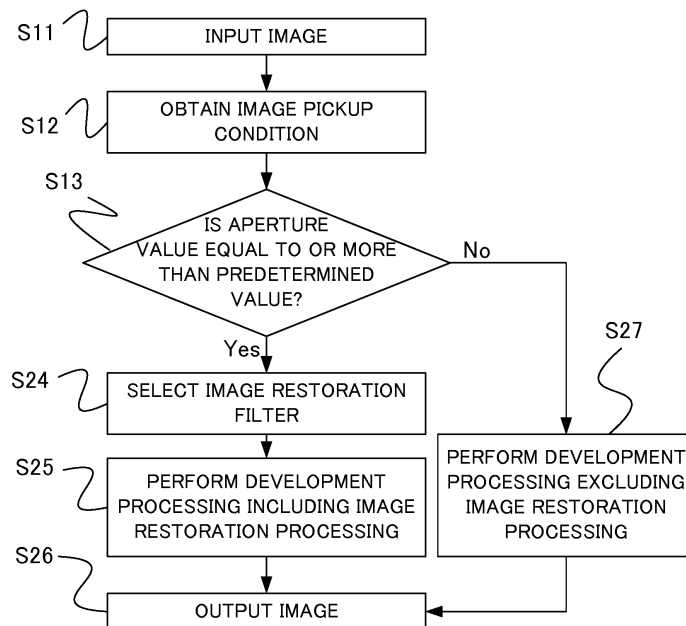 S11
INPUT IMAGE
S12
OBTAIN IMAGE PICKUP
CONDITION
S13
IS APERTURE
VALUE EQUAL TO OR MORE
THAN PREDETERMINED
VALUE?
No
Yes
S24
SELECT IMAGE RESTORATION
FILTER
S25
PERFORM DEVELOPMENT
PROCESSING INCLUDING IMAGE
RESTORATION PROCESSING
S27
PERFORM DEVELOPMENT
PROCESSING EXCLUDING
IMAGE RESTORATION
PROCESSING
S26
OUTPUT IMAGE